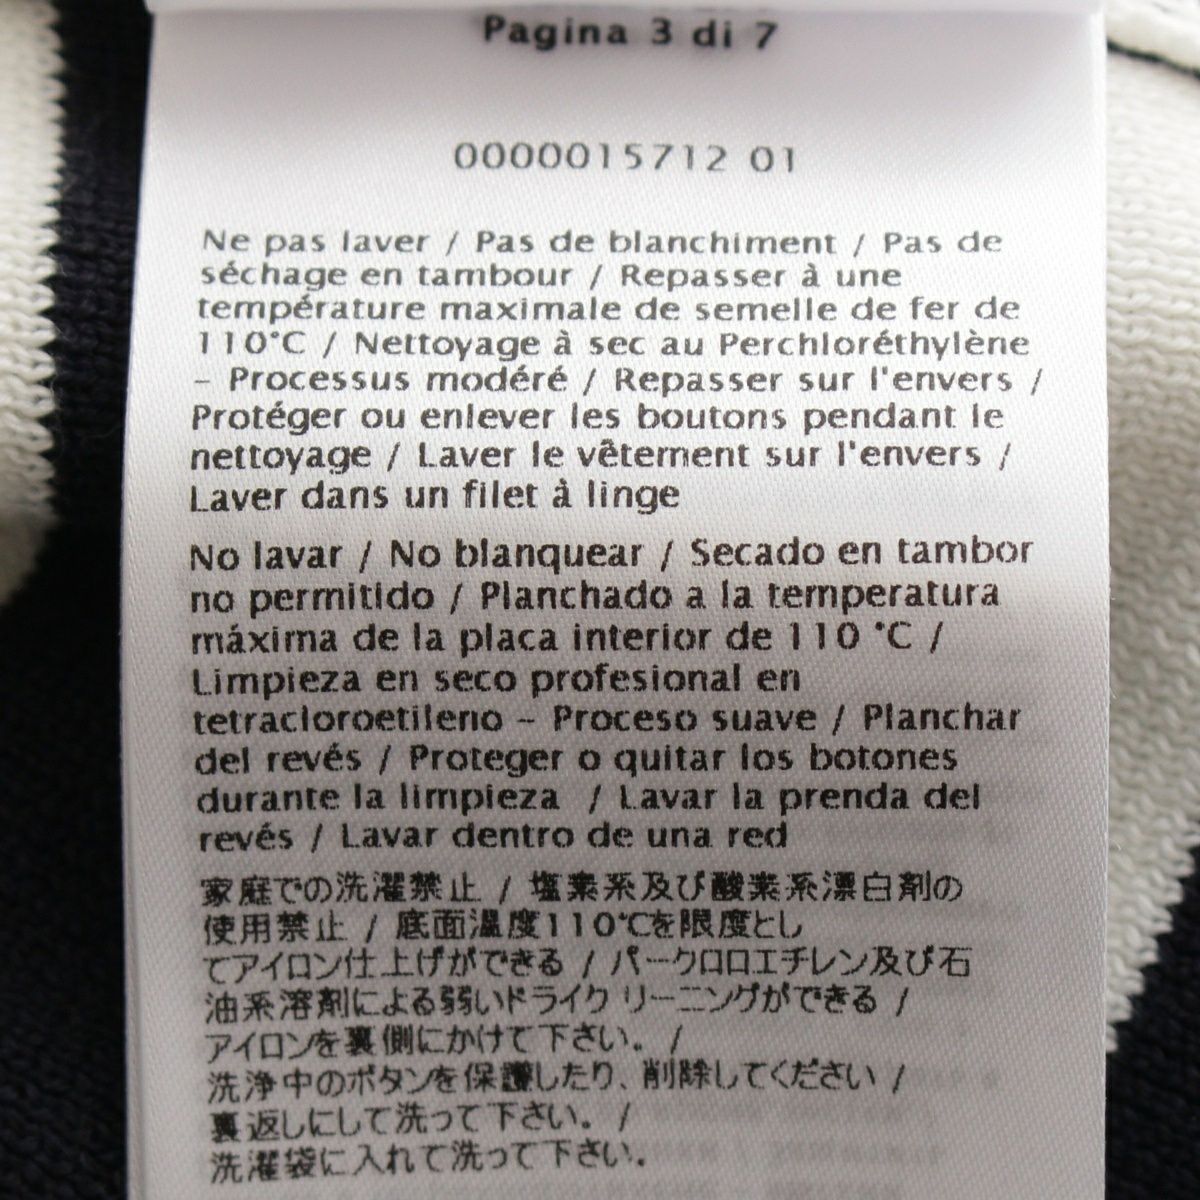 Pagina 3 di 7
0000015712 01
Ne pas laver / Pas de blanchiment / Pas de
séchage en tambour / Repasser à une
température maximale de semelle de fer de
110°C / Nettoyage à sec au Perchloréthylène
– Processus modéré / Repasser sur l'envers /
Protéger ou enlever les boutons pendant le
nettoyage / Laver le vêtement sur l'envers /
Laver dans un filet à linge
No lavar / No blanquear / Secado en tambor
no permitido / Planchado a la temperatura
máxima de la placa interior de 110 °C /
Limpieza en seco profesional en
tetracloroetileno – Proceso suave / Planchar
del revés / Proteger o quitar los botones
durante la limpieza / Lavar la prenda del
revés / Lavar dentro de una red
家庭での洗濯禁止 / 塩素系及び酸素系漂白剤の
使用禁止 / 底面温度110℃を限度とし
てアイロン仕上げができる / パークロロエチレン及び石
油系溶剤による弱いドライクリーニングができる /
アイロンを裏側にかけて下さい。 /
洗浄中のボタンを保護したり、削除してください /
裏返しにして洗って下さい。 /
洗濯袋に入れて洗って下さい。